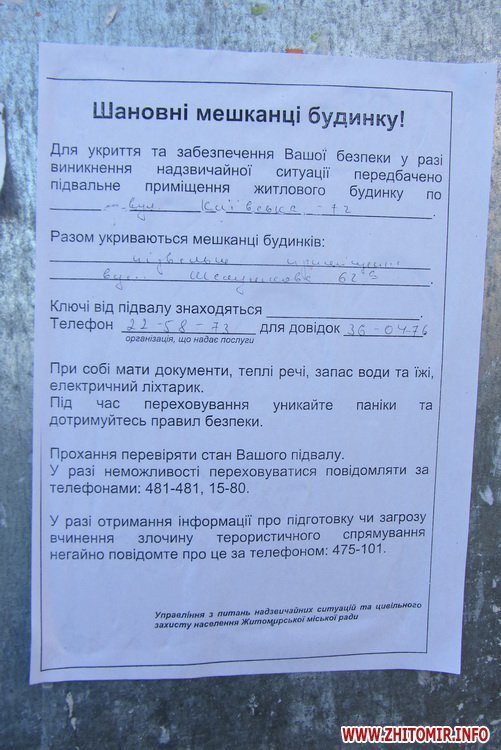 Шановні мешканці будинку!
Для укриття та забезпечення Вашої безпеки у разі
виникнення надзвичайної ситуації передбачено
підвальне приміщення житлового будинку по
вул. Київська - 72
Разом укриваються мешканці будинків:
підвальне приміщення
вул.
Ключі від підвалу знаходяться
Телефон 22-58-73 для довідок 36-04-76
організація, що надає послуги
При собі мати документи, теплі речі, запас води та їжі,
електричний ліхтарик.
Під час переховування уникайте паніки та
дотримуйтесь правил безпеки.
Прохання перевіряти стан Вашого підвалу.
У разі неможливості переховуватися повідомляти за
телефонами: 481-481, 15-80.
У разі отримання інформації про підготовку чи загрозу
вчинення злочину терористичного спрямування
негайно повідомте про це за телефоном: 475-101.
Управління з питань надзвичайних ситуацій та цивільного
захисту населення Житомирської міської ради
WWW.ZHITOMIR.INFO